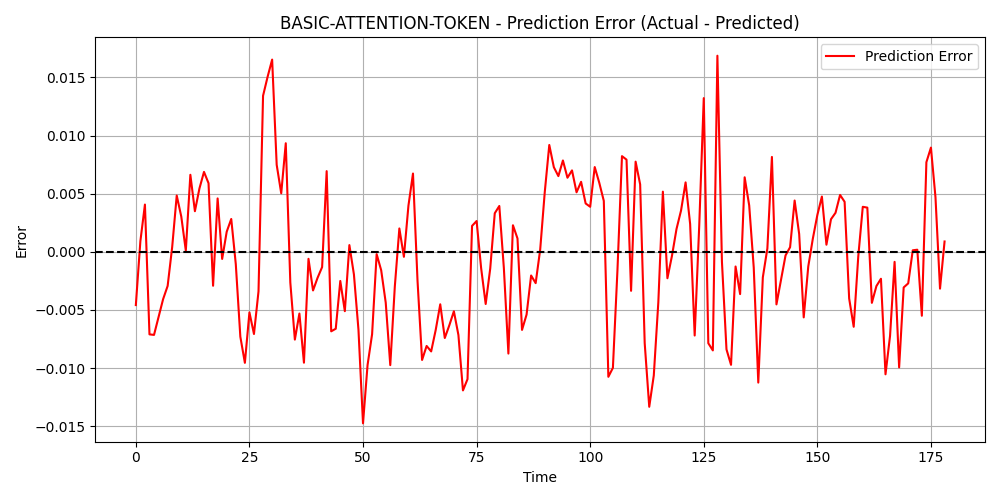 BASIC-ATTENTION-TOKEN - Prediction Error (Actual - Predicted)
Prediction Error
0.015
0.010
0.005
0.000
−0.005
−0.010
−0.015
Error
0 25 50 75 100 125 150 175
Time